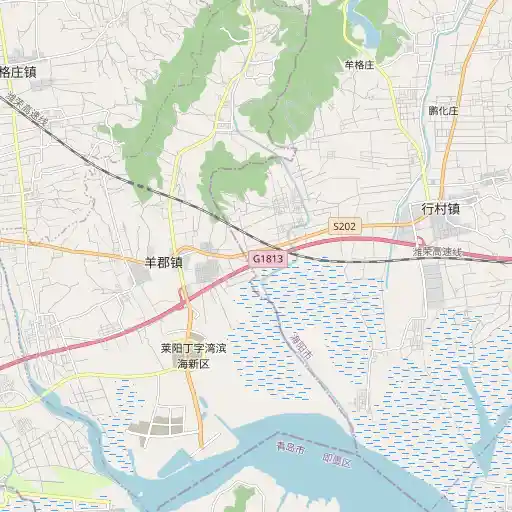 牟格庄
格庄镇
潍荣高速线
鹏化庄
行村镇
S202
潍荣高速线
羊郡镇
G1813
海阳市
莱阳丁字湾滨
海新区
青岛市
即墨区